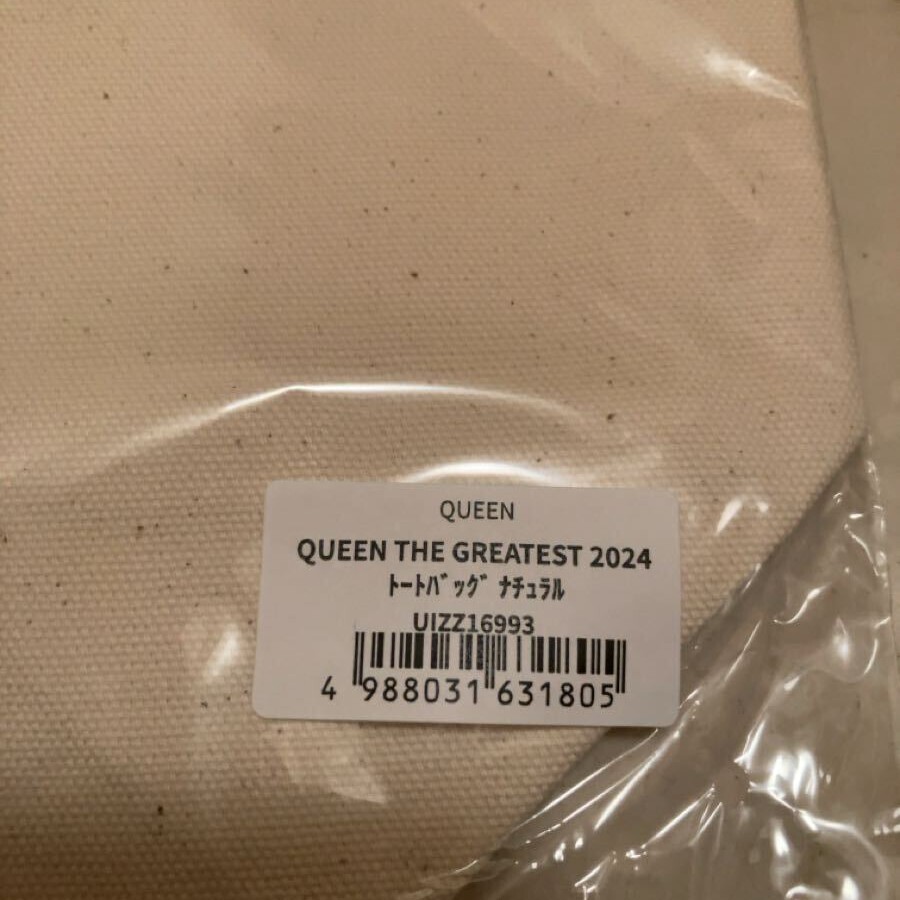 QUEEN
QUEEN THE GREATEST 2024
ﾄｰﾄﾊﾞｯｸﾞ ﾅﾁｭﾗﾙ
UIZZ16993
4 988031 631805